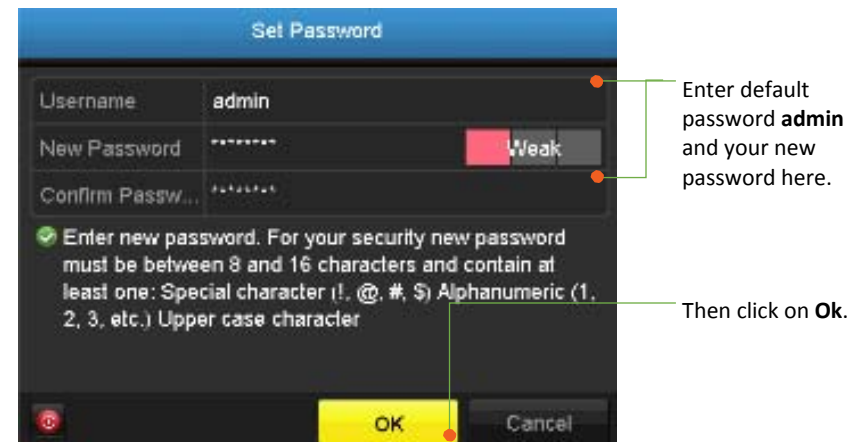 Set Password
Username admin
New Password ******** Weak
Confirm Passw... ********
Enter new password. For your security new password
must be between 8 and 16 characters and contain at
least one: Special character (!, @, #, $) Alphanumeric (1,
2, 3, etc.) Upper case character
OK Cancel
Enter default
password admin
and your new
password here.
Then click on Ok.